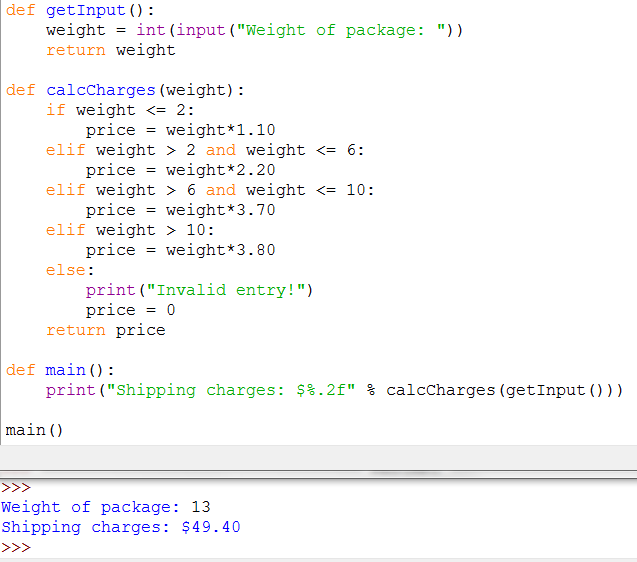 def getInput():
    weight = int(input("Weight of package: "))
    return weight

def calcCharges(weight):
    if weight <= 2:
        price = weight*1.10
    elif weight > 2 and weight <= 6:
        price = weight*2.20
    elif weight > 6 and weight <= 10:
        price = weight*3.70
    elif weight > 10:
        price = weight*3.80
    else:
        print("Invalid entry!")
        price = 0
    return price

def main():
    print("Shipping charges: $%.2f" % calcCharges(getInput()))

main()
>>>
Weight of package: 13
Shipping charges: $49.40
>>>